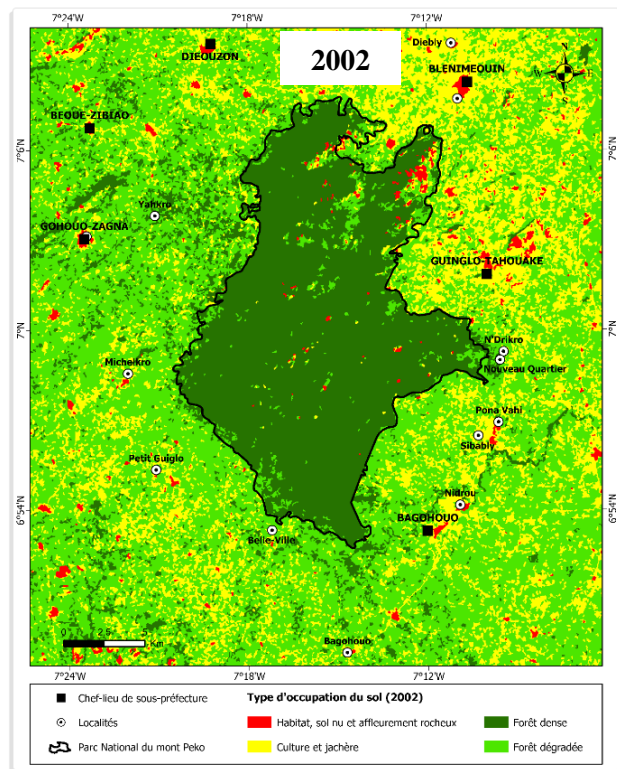 7°24'W
7°18'W
7°12'W
2002
Diebly
DIEOUZON
BLENIMEOUIN
N
W
E
S
BEOUE-ZIBIAO
7°6'N
7°6'N
Yahkro
GOHOUO-ZAGNA
GUINGLO-TAHOUAKE
7°N
7°N
N'Drikro
Nouveau Quartier
Micheikro
Pona Vahi
Sibably
Petit Guiglo
Nidrou
6°54'N
6°54'N
BAGOHOUO
Belle-Ville
0 2.5 5
Km
Bagohouo
7°24'W
7°18'W
7°12'W
Chef-lieu de sous-préfecture
Type d'occupation du sol (2002)
Localités
Habitat, sol nu et affleurement rocheux
Forêt dense
Parc National du mont Peko
Culture et jachère
Forêt dégradée